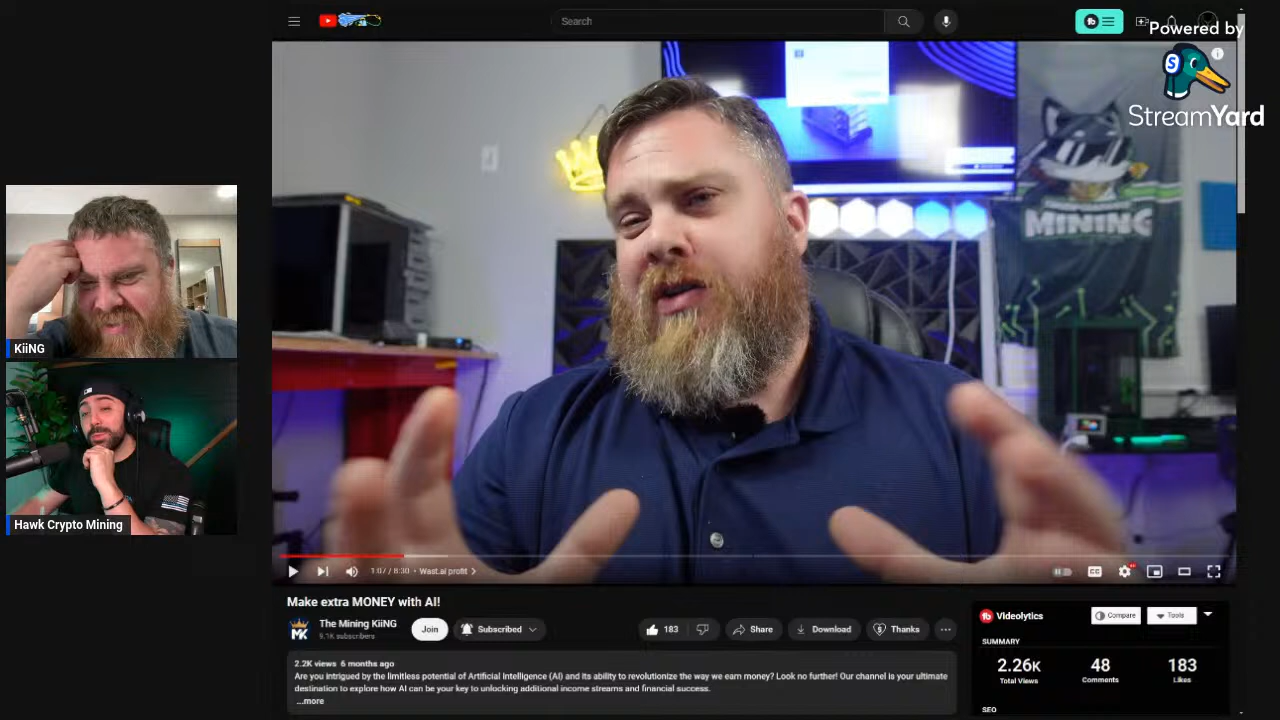 Search
Powered by
StreamYard
MINING
KiiNG
Hawk Crypto Mining
1:07 / 8:30 • Wast.ai profit >
CC
Make extra MONEY with AI!
The Mining KiiNG
9.1K subscribers
Join
Subscribed
183
Share
Download
Thanks
2.2K views 6 months ago
Are you intrigued by the limitless potential of Artificial Intelligence (AI) and its ability to revolutionize the way we earn money? Look no further! Our channel is your ultimate
destination to explore how AI can be your key to unlocking additional income streams and financial success.
...more
Videolytics
Compare
Tools
SUMMARY
2.26K
48
183
Total Views
Comments
Likes
SEO